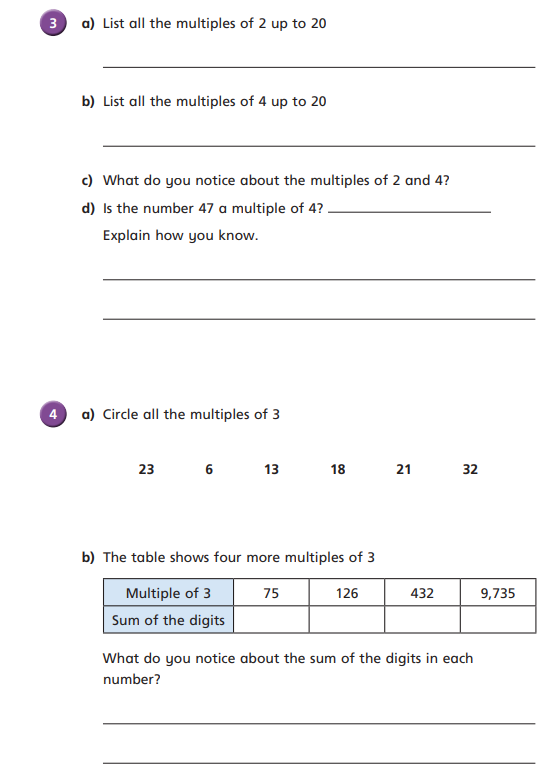 3 a) List all the multiples of 2 up to 20
b) List all the multiples of 4 up to 20
c) What do you notice about the multiples of 2 and 4?
d) Is the number 47 a multiple of 4?
Explain how you know.
4 a) Circle all the multiples of 3
23 6 13 18 21 32
b) The table shows four more multiples of 3
Multiple of 3 75 126 432 9,735
Sum of the digits
What do you notice about the sum of the digits in each
number?